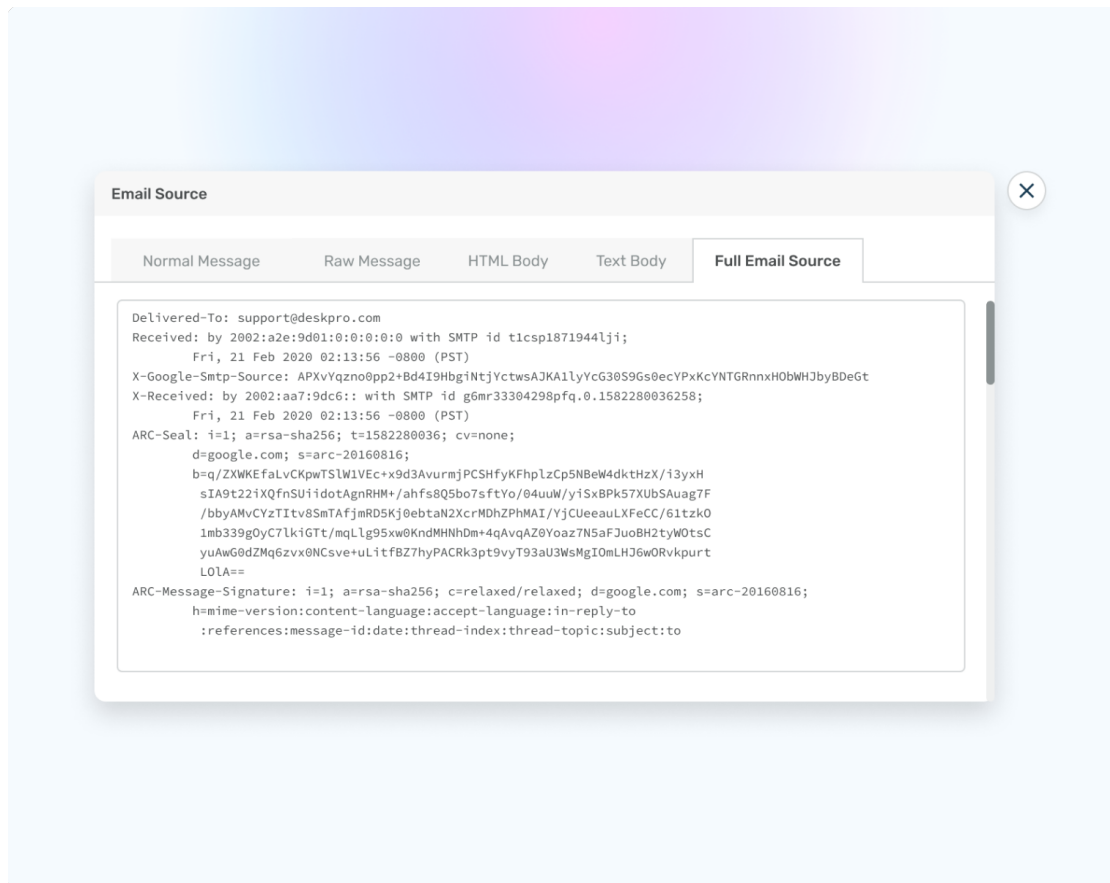 Email Source
Normal Message Raw Message HTML Body Text Body Full Email Source
Delivered-To: support@deskpro.com
Received: by 2002:a2e:9d01:0:0:0:0:0 with SMTP id t1csp1871944lji;
Fri, 21 Feb 2020 02:13:56 -0800 (PST)
X-Google-Smtp-Source: APXvYqzno0pp2+Bd4I9HbgiNtjYctwsAJKA1lyYcG30S9Gs0ecYPxKcYNTGRnnxHObWHJbyBDeGt
X-Received: by 2002:aa7:9dc6:: with SMTP id g6mr33304298pfq.0.1582280036258;
Fri, 21 Feb 2020 02:13:56 -0800 (PST)
ARC-Seal: i=1; a=rsa-sha256; t=1582280036; cv=none;
d=google.com; s=arc-20160816;
b=q/ZXWKEfaLvCKpwTSlW1VEc+x9d3AvurmjPCSHfyKFhplzCp5NBeW4dktHzX/i3yxH
sIA9t22iXQfnSUiidotAgnRHM+/ahfs8Q5bo7sftYo/04uuW/yiSxBPk57XUbSAuag7F
/bbyAMvCYzTItv8SmTAfjmRD5Kj0ebtaN2XcrMDhZPhMAI/YjCUeeauLXFeCC/61tzkO
1mb339gOyC7lkiGTt/mqLlg95xw0KndMHNhDm+4qAvqAZ0Yoaz7N5aFJuoBH2tyWOtsC
yuAwG0dZMq6zvx0NCsve+uLitfBZ7hyPACRk3pt9vyT93aU3WsMgIOmLHJ6wORvkpurt
LOlA==
ARC-Message-Signature: i=1; a=rsa-sha256; c=relaxed/relaxed; d=google.com; s=arc-20160816;
h=mime-version:content-language:accept-language:in-reply-to
:references:message-id:date:thread-index:thread-topic:subject:to